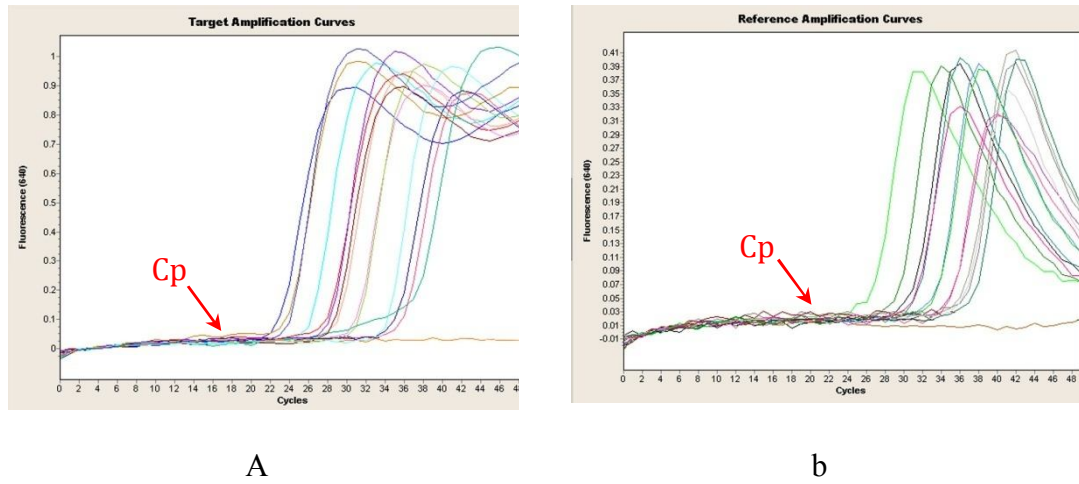 Target Amplification Curves
Fluorescence (640)
1
0.9
0.8
0.7
0.6
0.5
0.4
0.3
0.2
0.1
0
Cp
0 2 4 6 8 10 12 14 16 18 20 22 24 26 28 30 32 34 36 38 40 42 44 46 48
Cycles
A
Reference Amplification Curves
Fluorescence (640)
0.41
0.39
0.37
0.35
0.33
0.31
0.29
0.27
0.25
0.23
0.21
0.19
0.17
0.15
0.13
0.11
0.09
0.07
0.05
0.03
0.01
-0.01
Cp
0 2 4 6 8 10 12 14 16 18 20 22 24 26 28 30 32 34 36 38 40 42 44 46 48
Cycles
b